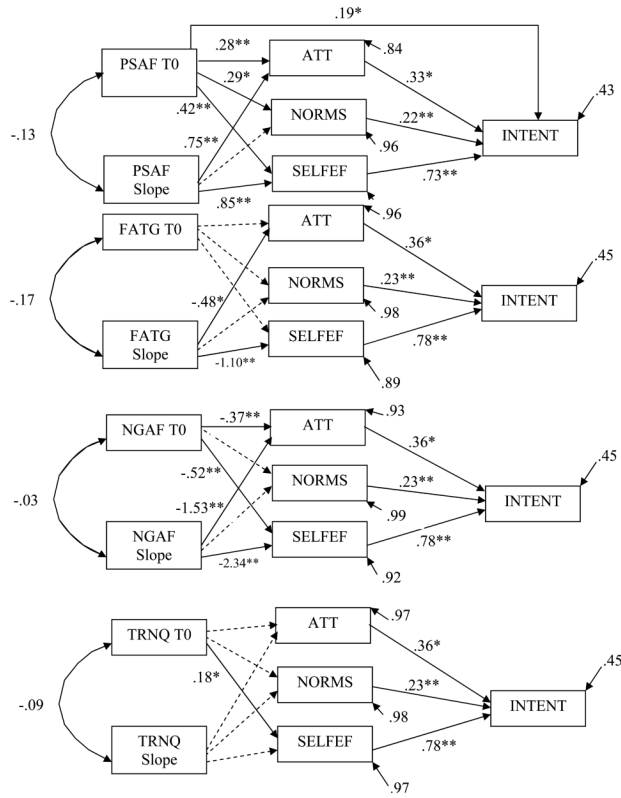 .19*
PSAF T0
.28**
ATT
.84
.29*
.33*
.42**
NORMS
.22**
.43
INTENT
-.13
.75**
.96
PSAF
Slope
SELFEF
.73**
.85**
FATG T0
ATT
.96
.36*
.45
-.17
NORMS
.23**
INTENT
-.48*
.98
FATG
Slope
SELFEF
.78**
-1.10**
.89
NGAF T0
-.37**
ATT
.93
.36*
.45
-.52**
NORMS
.23**
INTENT
-.03
-1.53**
.99
NGAF
Slope
SELFEF
.78**
-2.34**
.92
TRNQ T0
ATT
.97
.36*
.45
.18*
NORMS
.23**
INTENT
-.09
.98
TRNQ
Slope
SELFEF
.78**
.97